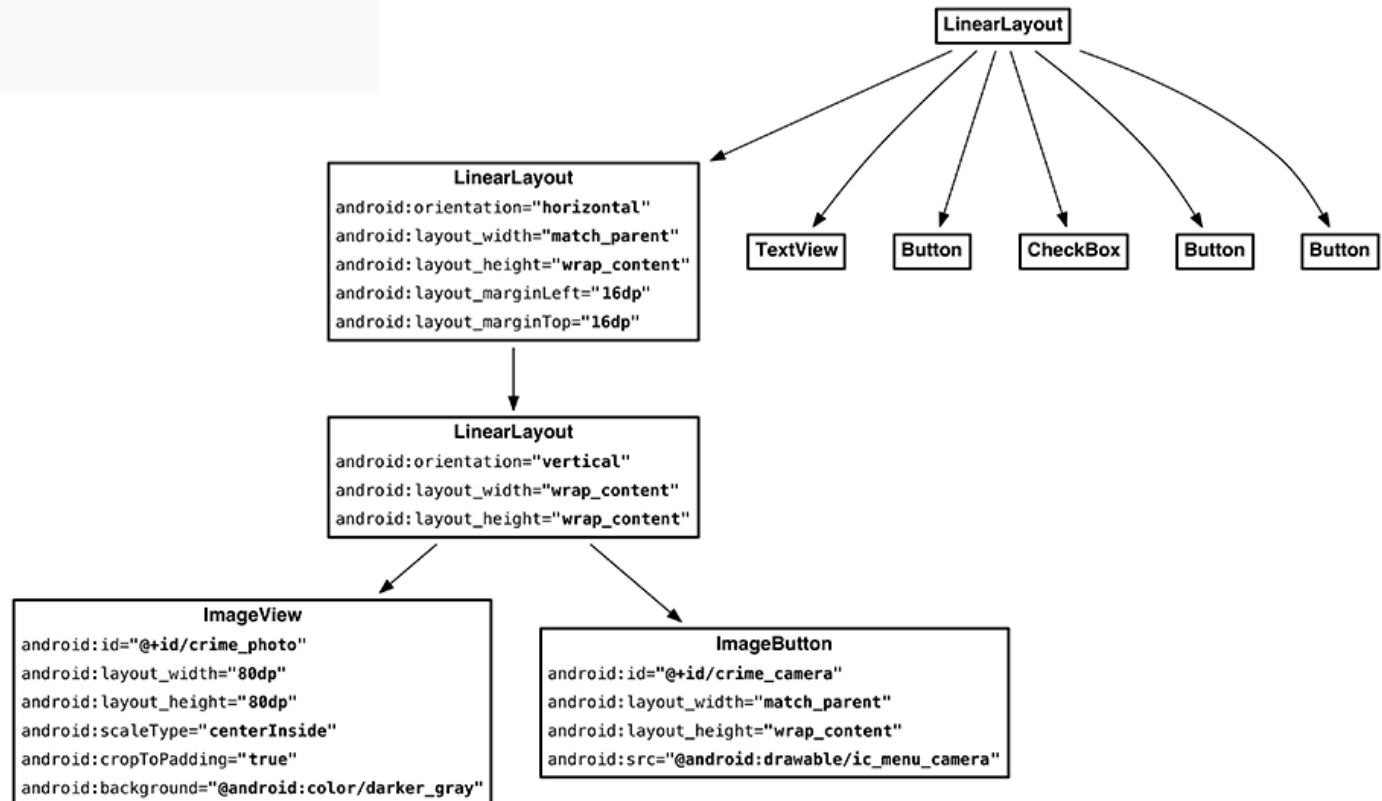 LinearLayout
LinearLayout
android:orientation="horizontal"
android:layout_width="match_parent"
android:layout_height="wrap_content"
android:layout_marginLeft="16dp"
android:layout_marginTop="16dp"
TextView
Button
CheckBox
Button
Button
LinearLayout
android:orientation="vertical"
android:layout_width="wrap_content"
android:layout_height="wrap_content"
ImageView
android:id="@+id/crime_photo"
android:layout_width="80dp"
android:layout_height="80dp"
android:scaleType="centerInside"
android:cropToPadding="true"
android:background="@android:color/darker_gray"
ImageButton
android:id="@+id/crime_camera"
android:layout_width="match_parent"
android:layout_height="wrap_content"
android:src="@android:drawable/ic_menu_camera"